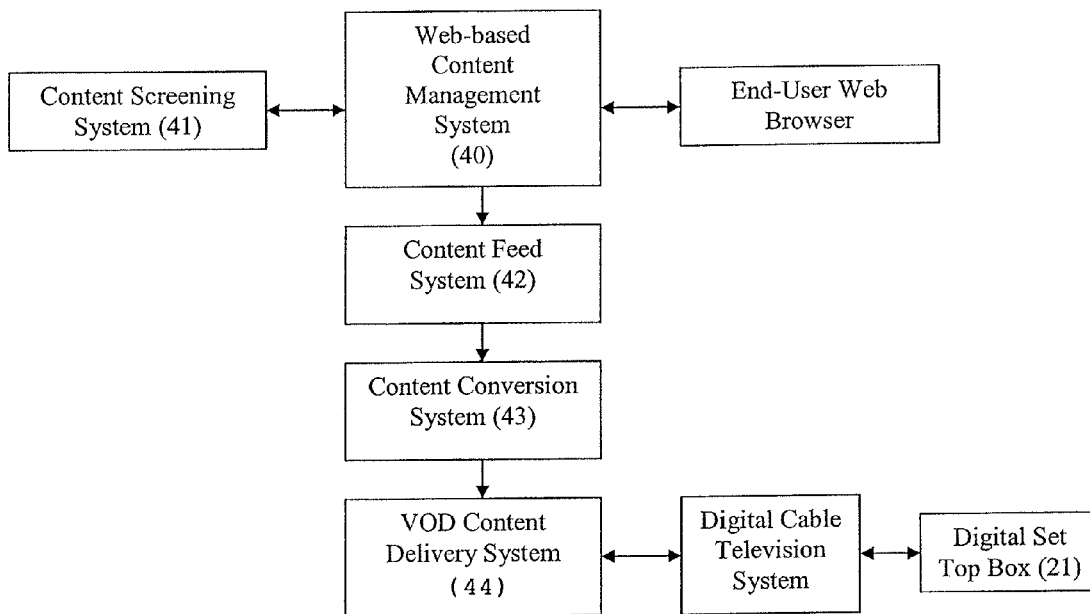 Web-based
Content
Management
System
(40)
Content Screening
System (41)
End-User Web
Browser
Content Feed
System (42)
Content Conversion
System (43)
VOD Content
Delivery System
(44)
Digital Cable
Television
System
Digital Set
Top Box (21)